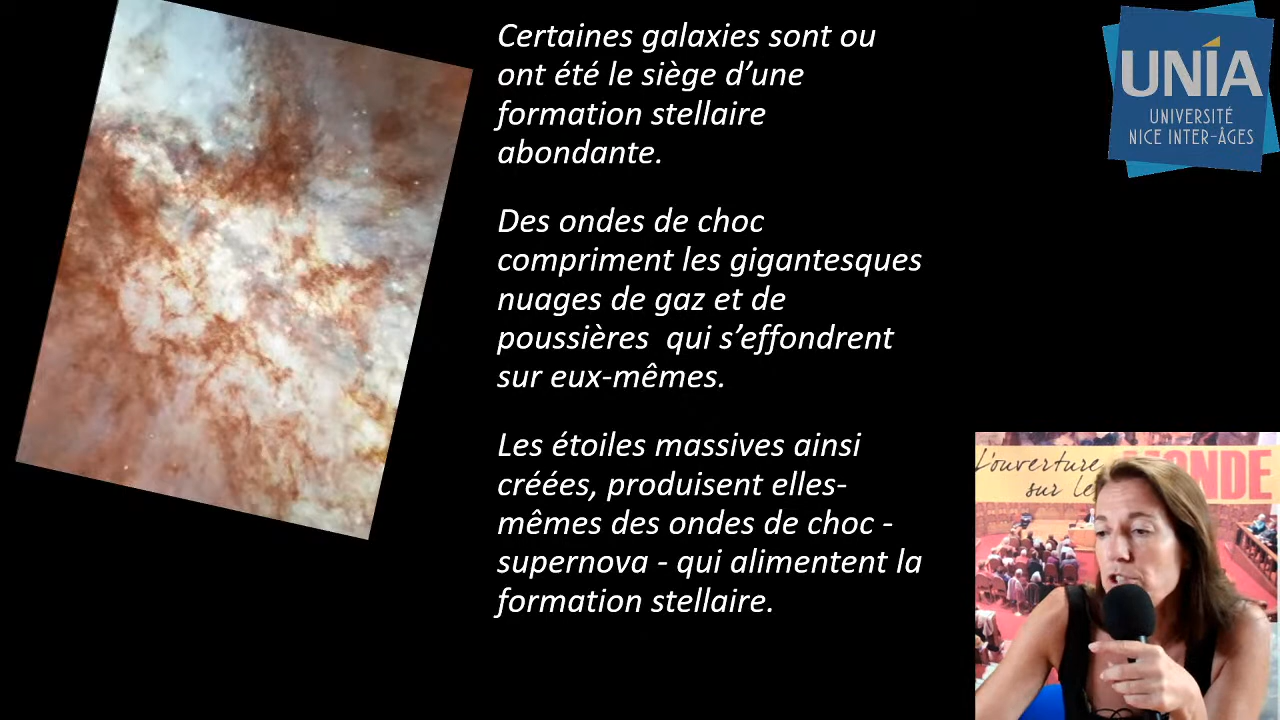 Certaines galaxies sont ou
ont été le siège d’une
formation stellaire
abondante.
Des ondes de choc
compriment les gigantesques
nuages de gaz et de
poussières  qui s’effondrent
sur eux-mêmes.
Les étoiles massives ainsi
créées, produisent elles-
mêmes des ondes de choc -
supernova - qui alimentent la
formation stellaire.
UNIA
UNIVERSITÉ
NICE INTER-ÂGES
L'ouverture
sur le